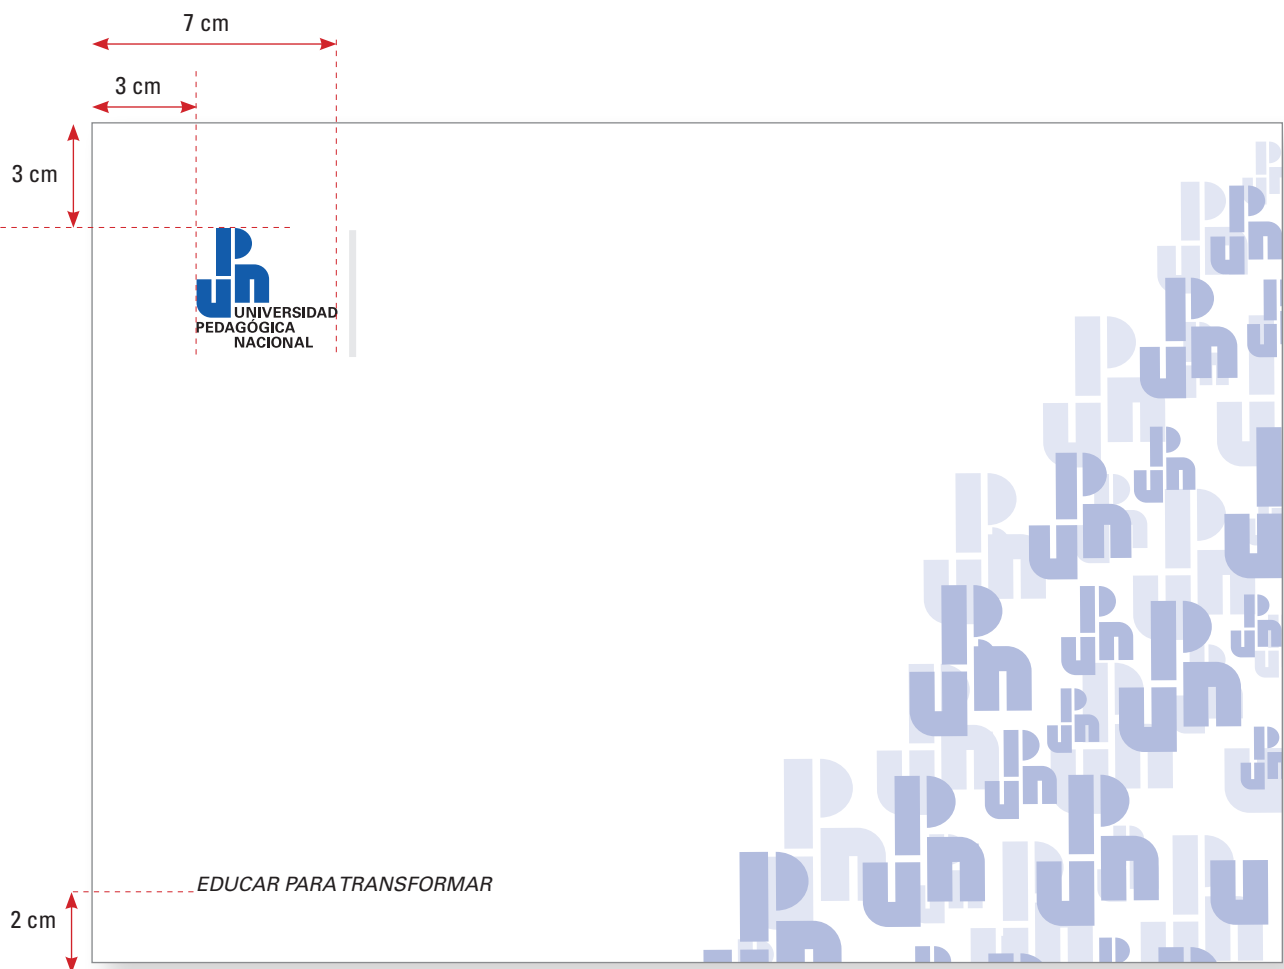 7 cm
3 cm
3 cm
UNIVERSIDAD
PEDAGÓGICA
NACIONAL
EDUCAR PARA TRANSFORMAR
2 cm